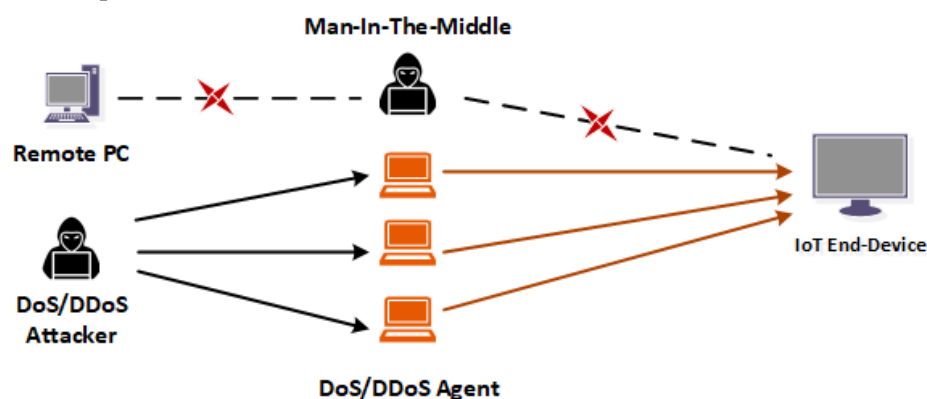 Man-In-The-Middle
Remote PC
IoT End-Device
DoS/DDoS
Attacker
DoS/DDoS Agent